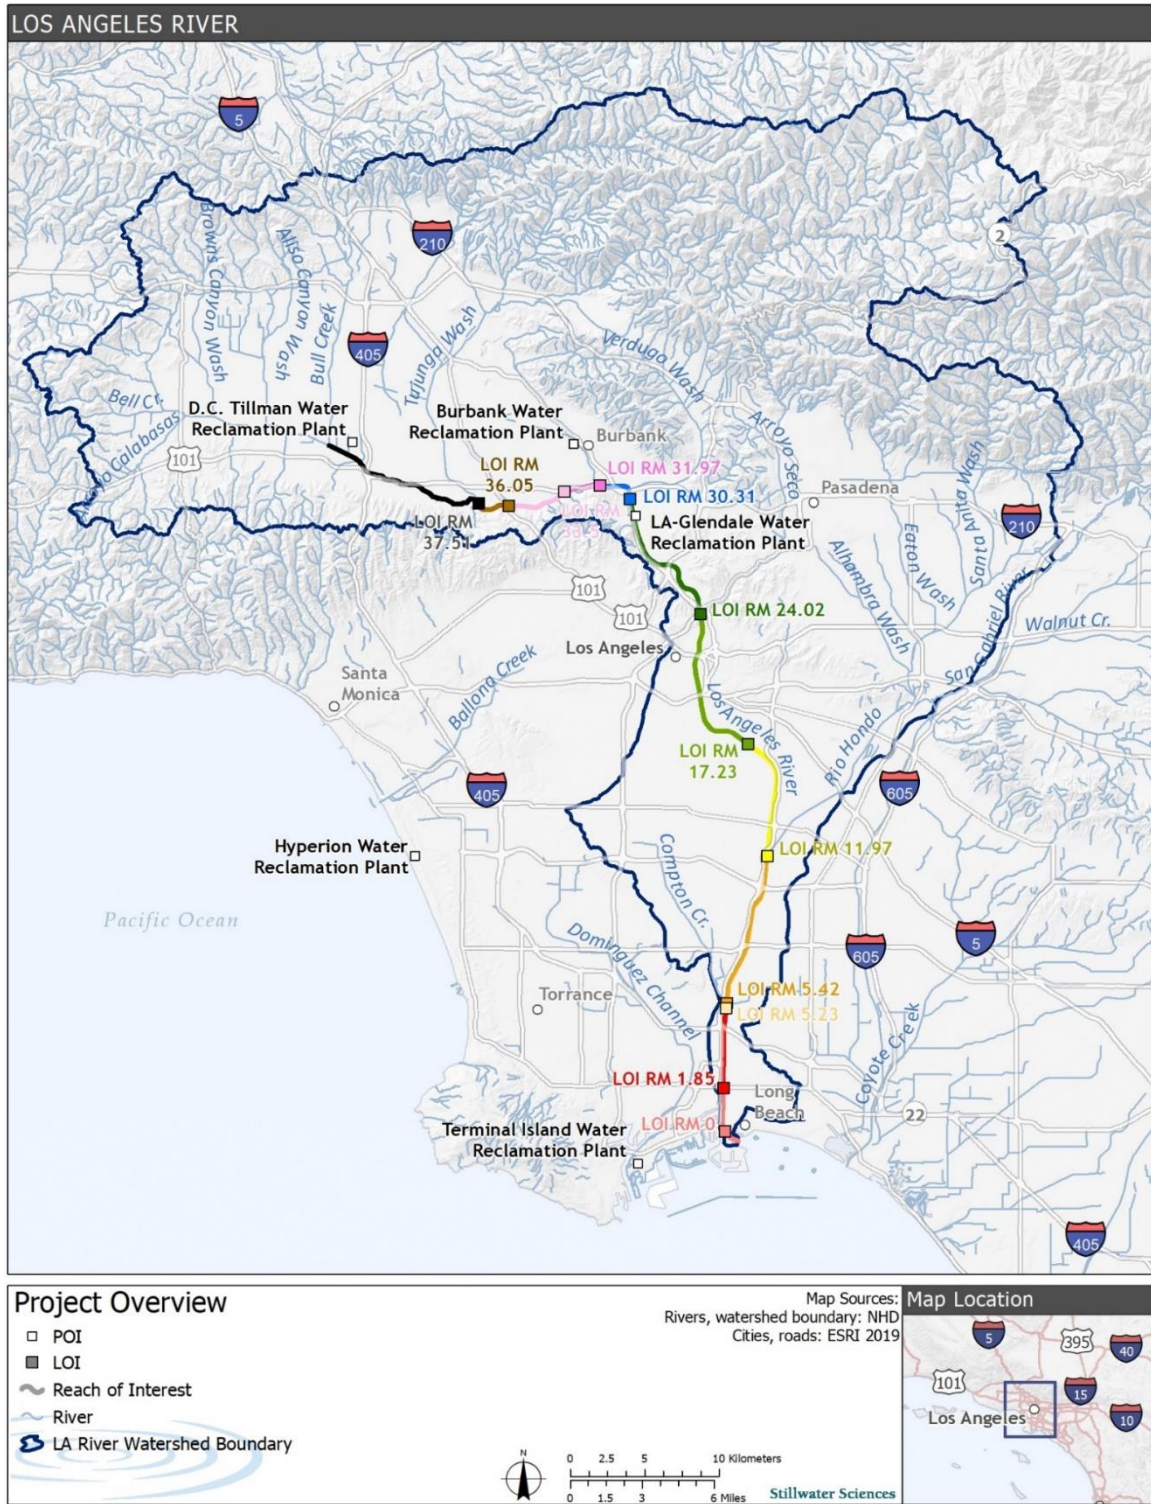 LOS ANGELES RIVER
5
2
210
Browns Canyon Wash
Aliso Canyon Wash
Bull Creek
405
Tujunga Wash
Verduga Wash
Bell Cr.
Calabasas
D.C. Tillman Water
Reclamation Plant
Burbank Water
Reclamation Plant
Burbank
Arroyo Seco
101
LOI RM
36.05
LOI RM 31.97
LOI RM 30.31
Pasadena
Santa Anita Wash
Eaton Wash
Alhambra Wash
210
LOI RM
37.51
LOI RM
LA-Glendale Water
Reclamation Plant
101
101
LOI RM 24.02
Walnut Cr.
San Gabriel River
Los Angeles
Santa
Monica
Ballona Creek
Los Angeles River
Rio Hondo
LOI RM
17.23
405
605
Hyperion Water
Reclamation Plant
LOI RM 11.97
Compton Cr.
Pacific Ocean
Dominguez Channel
5
605
Torrance
LOI RM 5.42
LOI RM 5.23
Coyote Creek
LOI RM 1.85
Long
Beach
22
LOI RM 0
Terminal Island Water
Reclamation Plant
405
Project Overview
POI
LOI
Reach of Interest
River
LA River Watershed Boundary
Map Sources:
Rivers, watershed boundary: NHD
Cities, roads: ESRI 2019
N
0 2.5 5 10 Kilometers
0 1.5 3 6 Miles
Stillwater Sciences
Map Location
5
395
40
101
15
Los Angeles
10